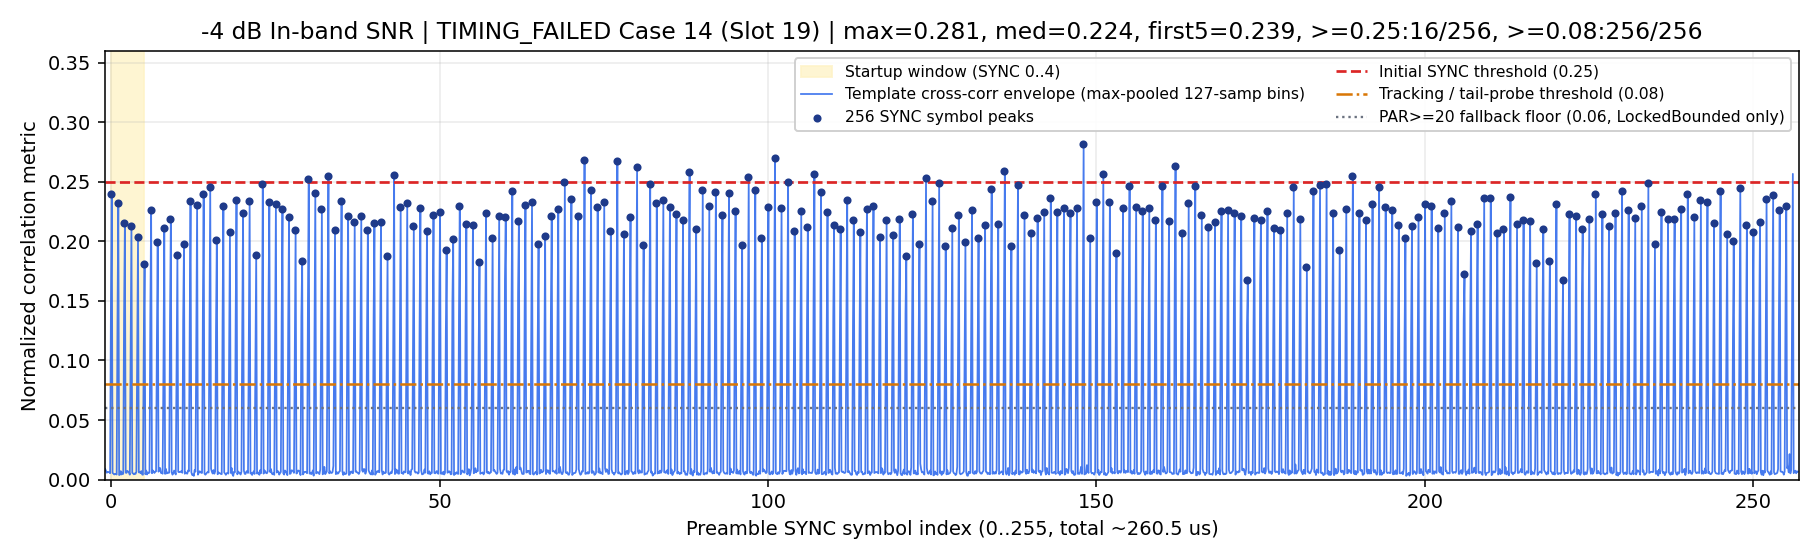 -4 dB In-band SNR | TIMING_FAILED Case 14 (Slot 19) | max=0.281, med=0.224, first5=0.239, >=0.25:16/256, >=0.08:256/256
Normalized correlation metric
0.35
0.30
0.25
0.20
0.15
0.10
0.05
0.00
Startup window (SYNC 0..4)
Template cross-corr envelope (max-pooled 127-samp bins)
256 SYNC symbol peaks
Initial SYNC threshold (0.25)
Tracking / tail-probe threshold (0.08)
PAR>=20 fallback floor (0.06, LockedBounded only)
0 50 100 150 200 250
Preamble SYNC symbol index (0..255, total ~260.5 us)